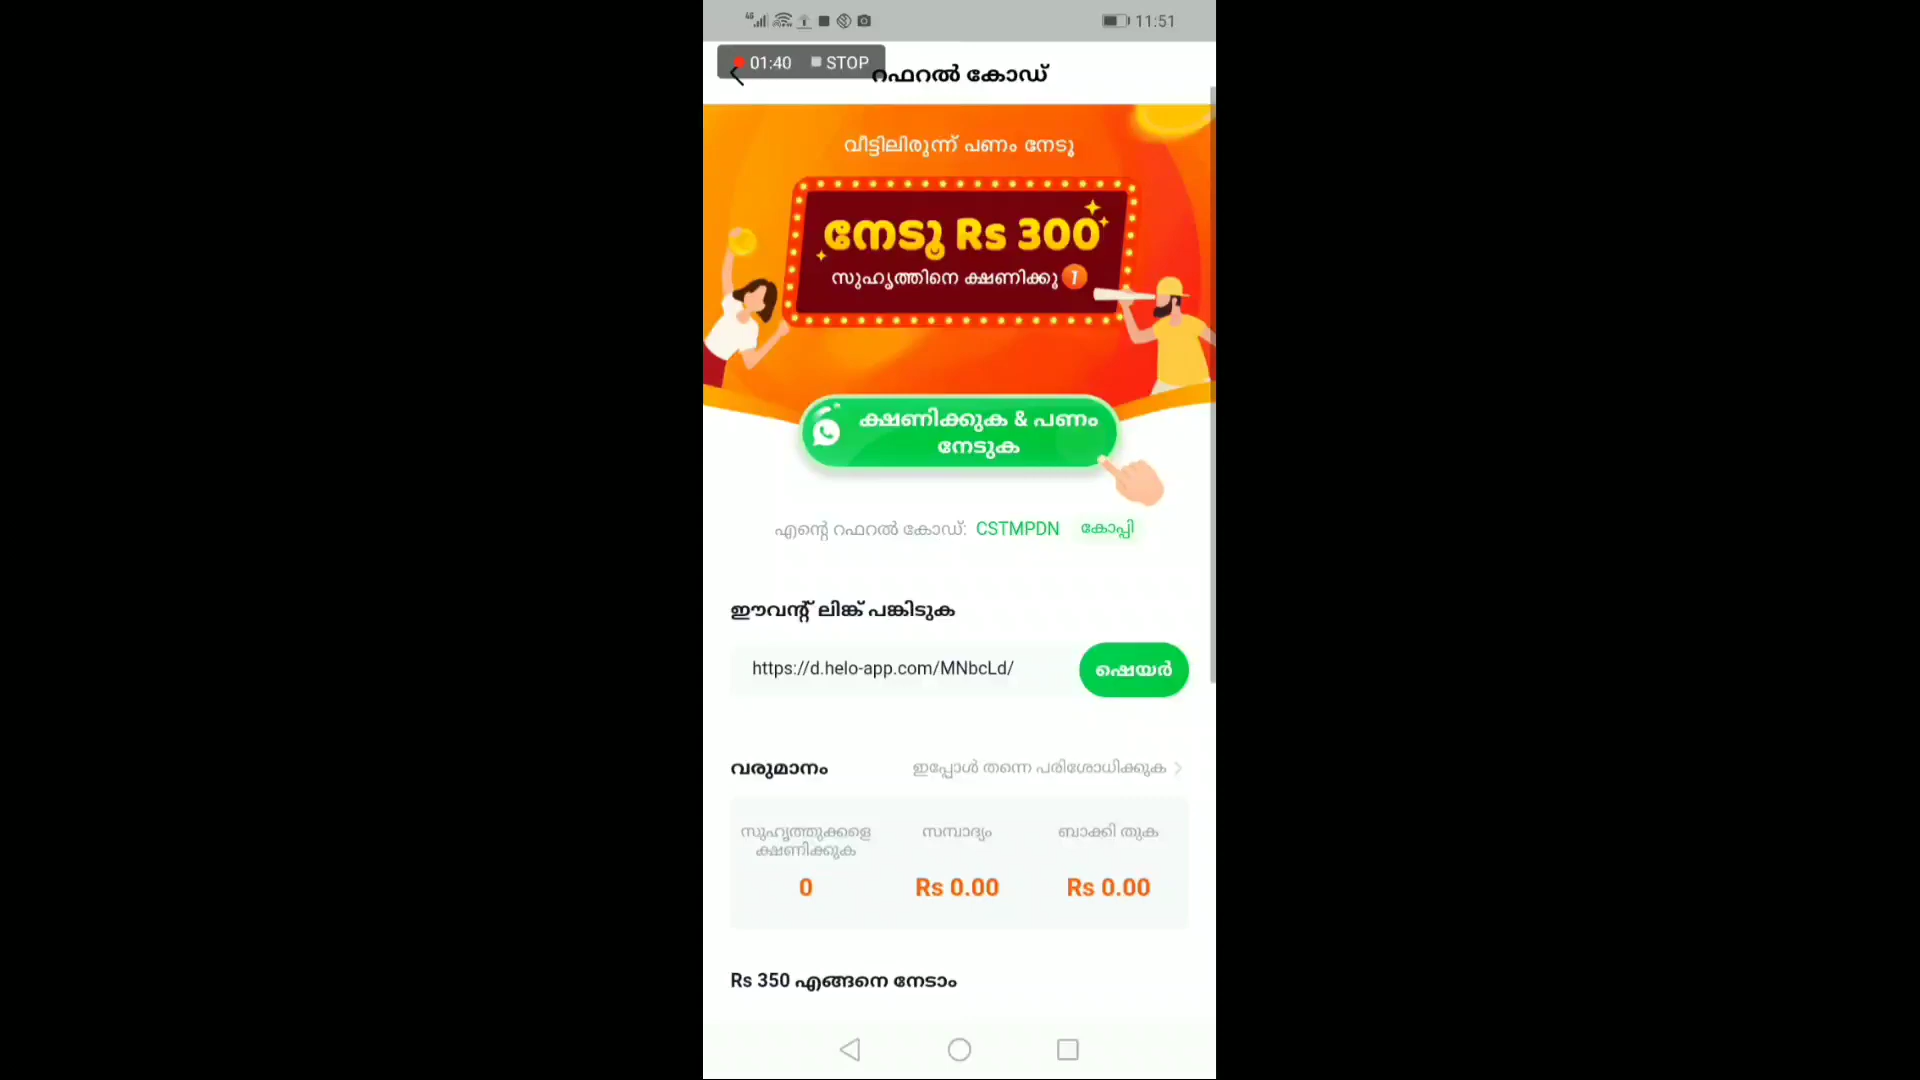 4G 11:51
01:40 STOP
റഫറൽ കോഡ്
വീട്ടിലിരുന്ന് പണം നേടൂ
നേടൂ Rs 300
സുഹൃത്തിനെ ക്ഷണിക്കൂ 1
ക്ഷണിക്കുക & പണം
നേടുക
എന്റെ റഫറൽ കോഡ്: CSTMPDN കോപ്പി
ഈവന്റ് ലിങ്ക് പങ്കിടുക
https://d.helo-app.com/MNbcLd/ ഷെയർ
വരുമാനം ഇപ്പോൾ തന്നെ പരിശോധിക്കുക
സുഹൃത്തുക്കളെ
ക്ഷണിക്കുക
സമ്പാദ്യം ബാക്കി തുക
0 Rs 0.00 Rs 0.00
Rs 350 എങ്ങനെ നേടാം